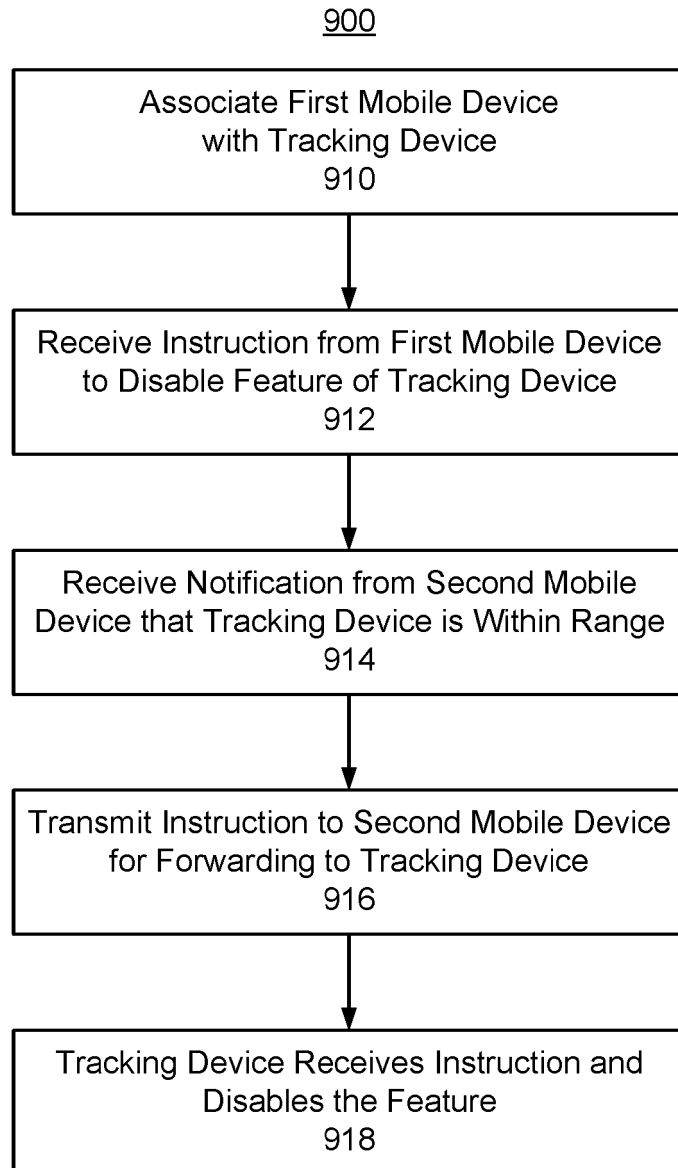 900
Associate First Mobile Device
with Tracking Device
910
Receive Instruction from First Mobile Device
to Disable Feature of Tracking Device
912
Receive Notification from Second Mobile
Device that Tracking Device is Within Range
914
Transmit Instruction to Second Mobile Device
for Forwarding to Tracking Device
916
Tracking Device Receives Instruction and
Disables the Feature
918